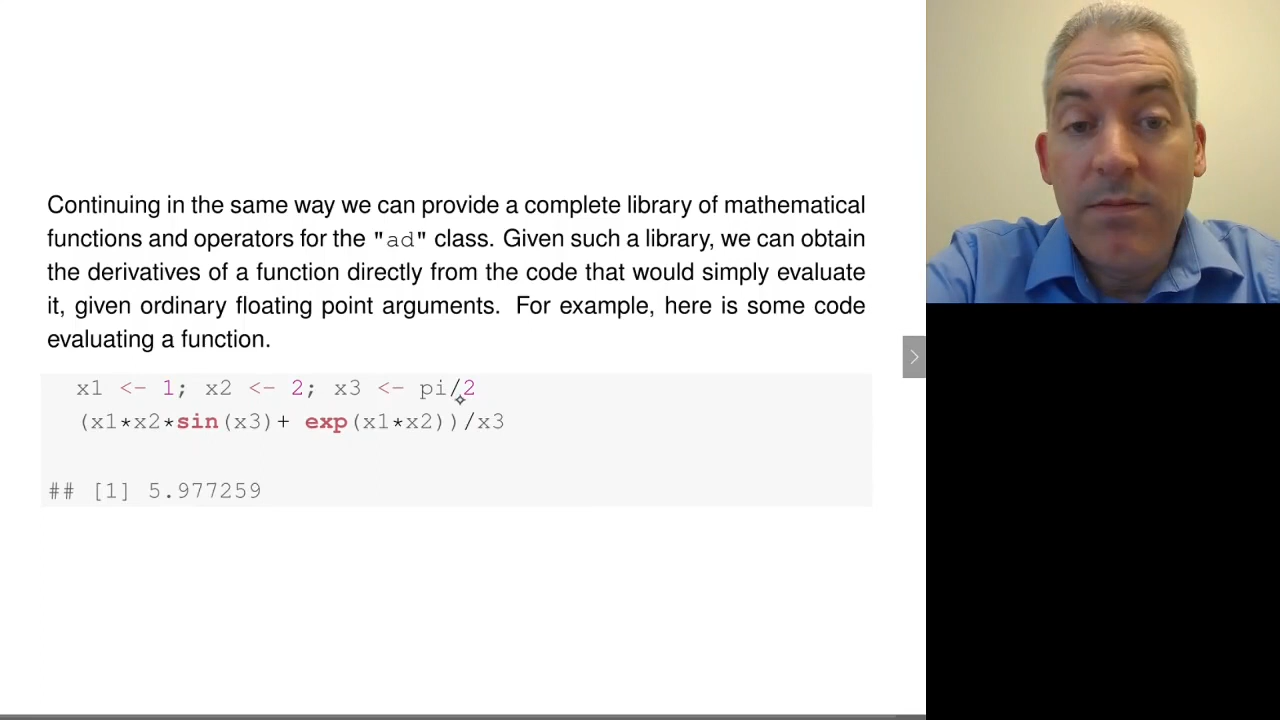 Continuing in the same way we can provide a complete library of mathematical
functions and operators for the "ad" class. Given such a library, we can obtain
the derivatives of a function directly from the code that would simply evaluate
it, given ordinary floating point arguments. For example, here is some code
evaluating a function.
x1 <- 1; x2 <- 2; x3 <- pi/2
(x1*x2*sin(x3)+ exp(x1*x2))/x3
## [1] 5.977259